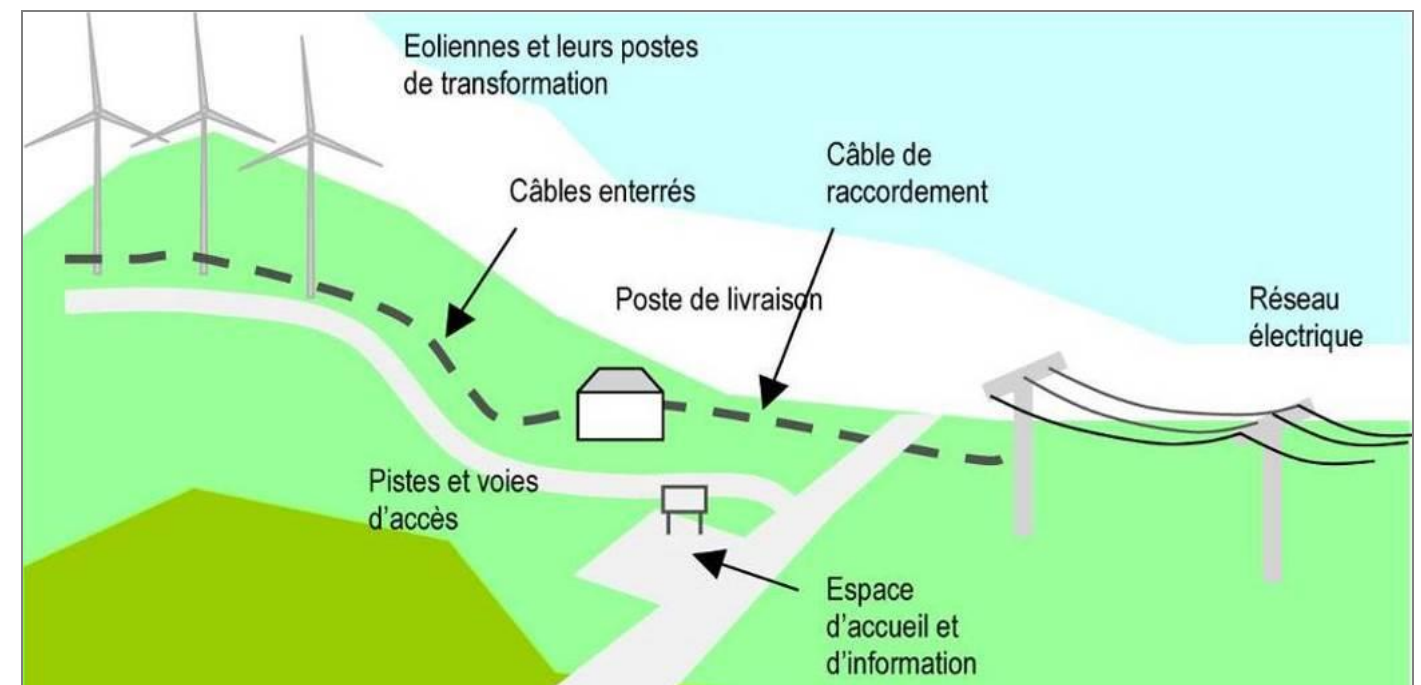 Eoliennes et leurs postes
de transformation
Câble de
raccordement
Câbles enterrés
Poste de livraison
Réseau
électrique
Pistes et voies
d'accès
Espace
d'accueil et
d'information